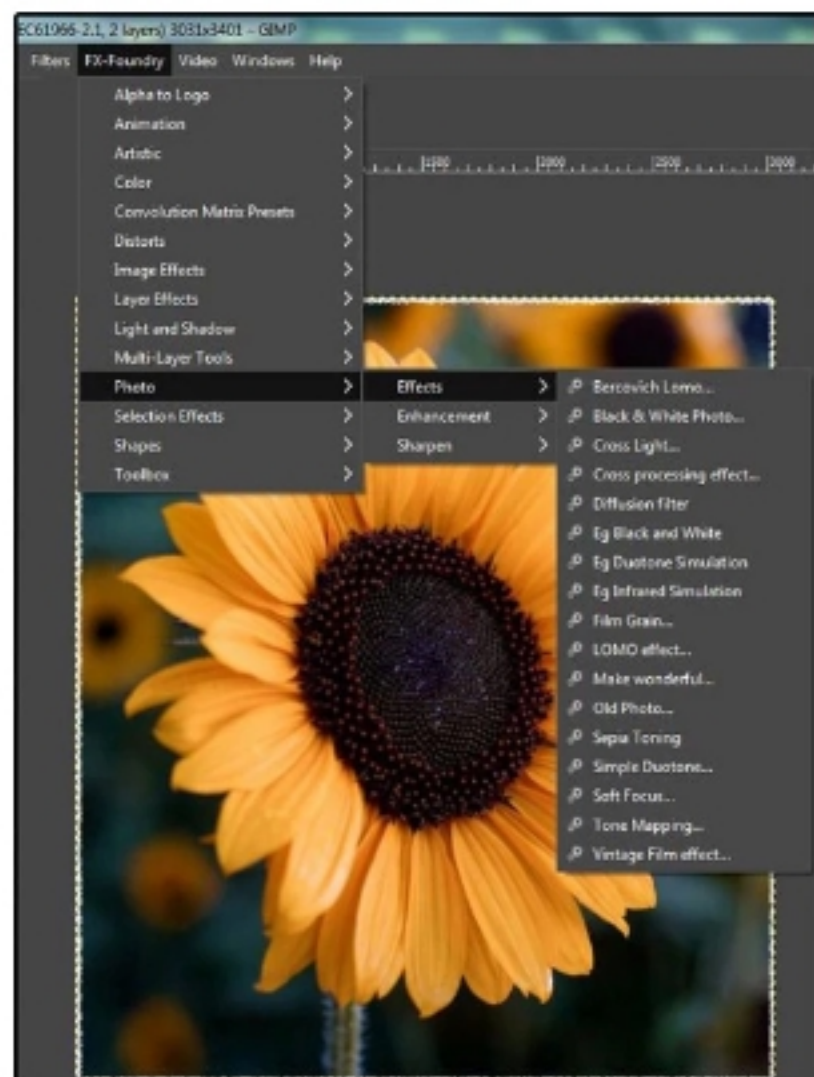 EC61966-2.1, 2 layers) 3031x3401 – GIMP
Filters FX-Foundry Video Windows Help
Alpha to Logo
Animation
Artistic
Color
Convolution Matrix Presets
Distorts
Image Effects
Layer Effects
Light and Shadow
Multi-Layer Tools
Photo
Selection Effects
Shapes
Toolbox
1500 2000 2500 3000
Effects
Enhancement
Sharpen
Bercovich Lomo...
Black & White Photo...
Cross Light...
Cross processing effect...
Diffusion filter
Eg Black and White
Eg Duotone Simulation
Eg Infrared Simulation
Film Grain...
LOMO effect...
Make wonderful...
Old Photo...
Sepia Toning
Simple Duotone...
Soft Focus...
Tone Mapping...
Vintage Film effect...